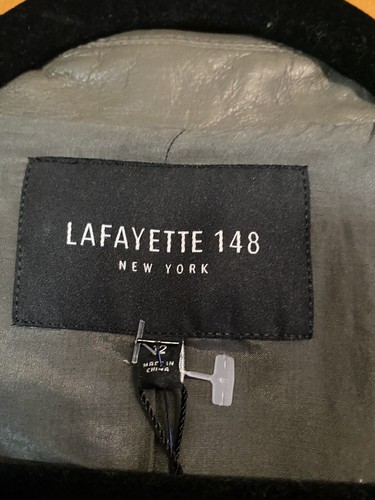 LAFAYETTE 148
NEW YORK
12
MADE IN
CHINA